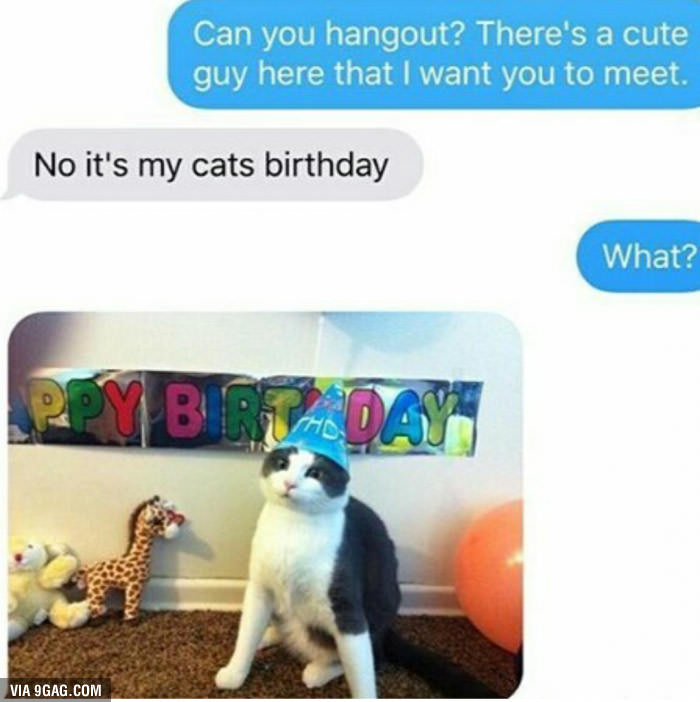 Can you hangout? There's a cute
guy here that I want you to meet.
No it's my cats birthday
What?
PPY BIRT DAY
THD
VIA 9GAG.COM